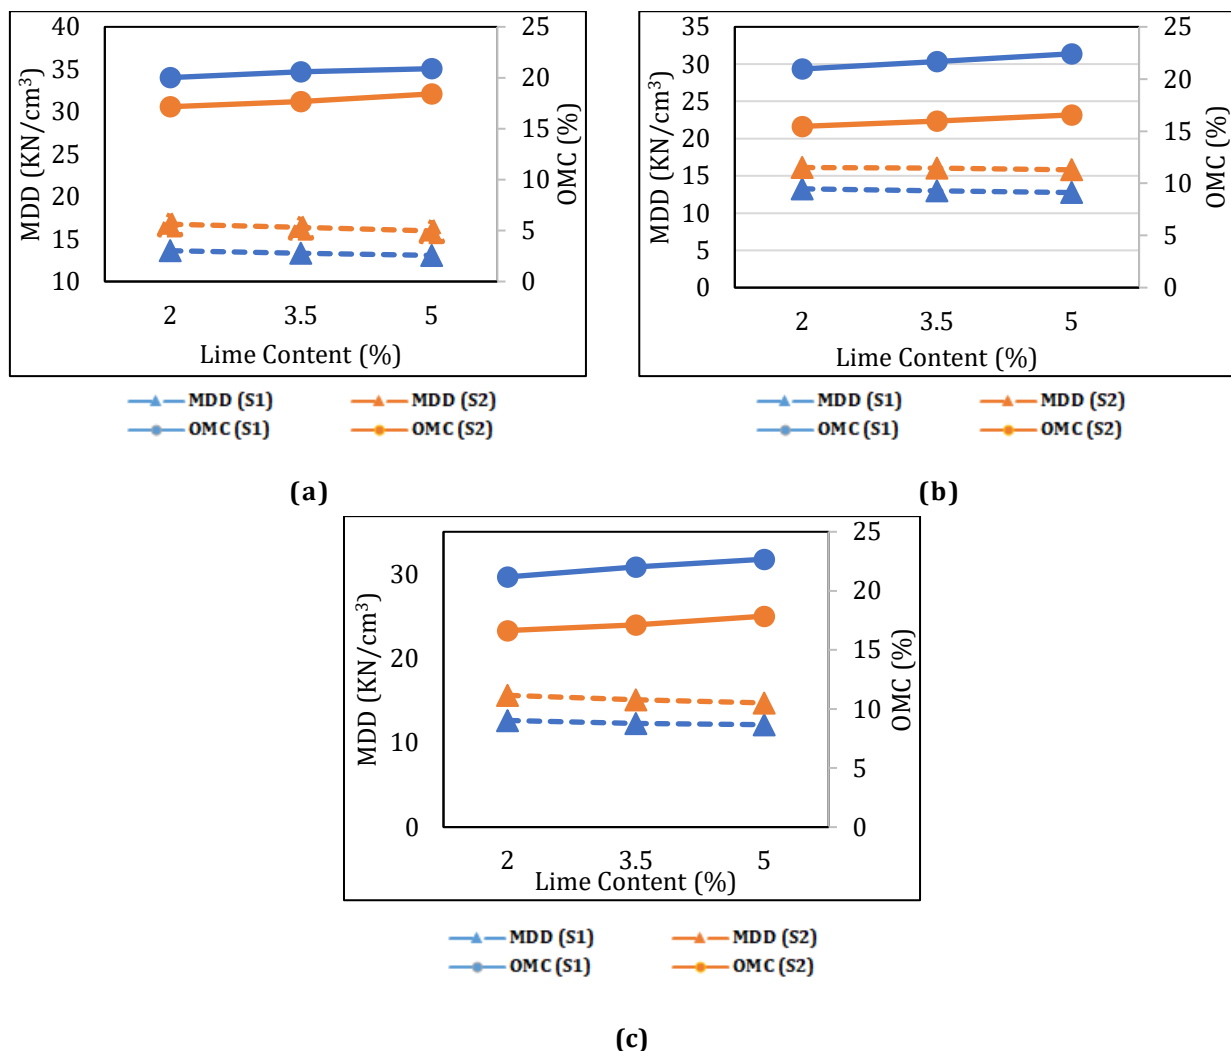 MDD (KN/cm³)
40
35
30
25
20
15
10
25
20
15
10
5
0
OMC (%)
2 3.5 5
Lime Content (%)
MDD (S1) MDD (S2)
OMC (S1) OMC (S2)
(a)
MDD (KN/cm³)
35
30
25
20
15
10
5
0
25
20
15
10
5
0
OMC (%)
2 3.5 5
Lime Content (%)
MDD (S1) MDD (S2)
OMC (S1) OMC (S2)
(b)
MDD (KN/cm³)
30
20
10
0
25
20
15
10
5
0
OMC (%)
2 3.5 5
Lime Content (%)
MDD (S1) MDD (S2)
OMC (S1) OMC (S2)
(c)